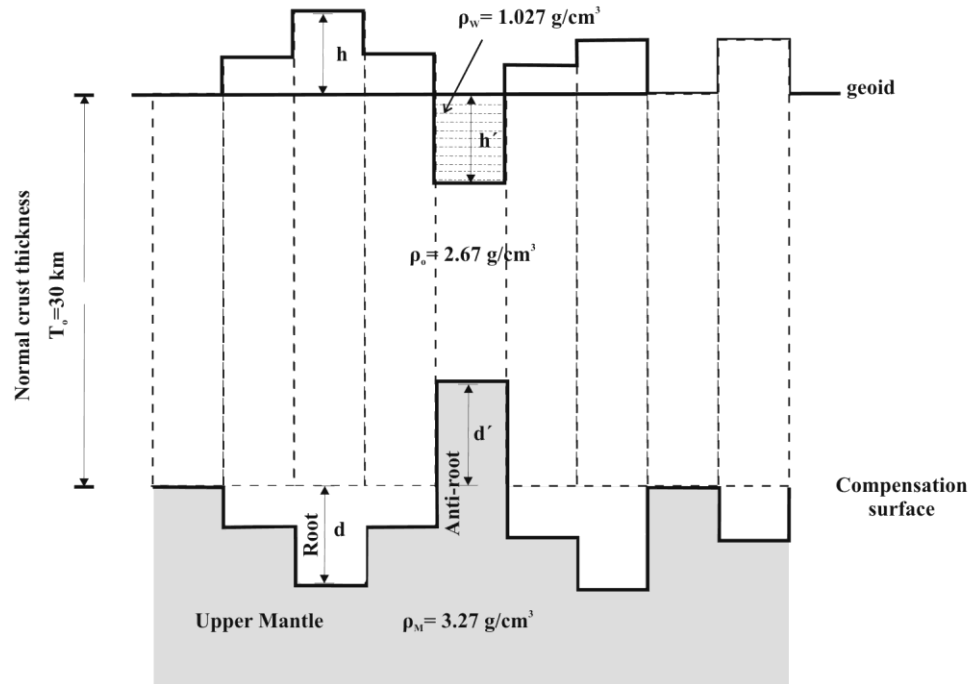 ρw= 1.027 g/cm³
h
geoid
h´
Normal crust thickness
Tₒ=30 km
ρₒ= 2.67 g/cm³
d´
Anti-root
Compensation
surface
Root
d
Upper Mantle
ρM= 3.27 g/cm³